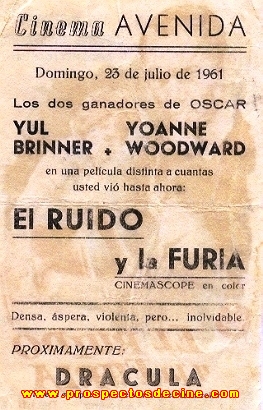 Cinema AVENIDA
Domingo, 23 de julio de 1961
Los dos ganadores de OSCAR
YUL YOANNE
BRINNER + WOODWARD
en una película distinta a cuantas
usted vió hasta ahora:
El RUIDO
y la FURIA
CINEMASCOPE en color
Densa, áspera, violenta, pero... inolvidable
PROXIMAMENTE:
DRACULA
www.prospectosdecine.com